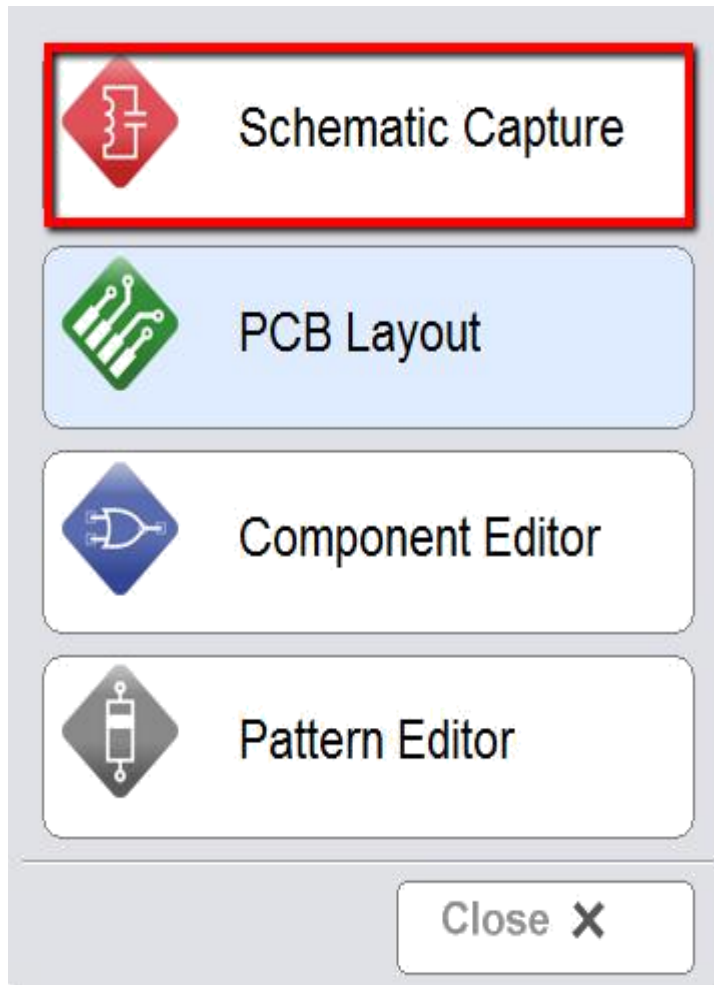 Schematic Capture
PCB Layout
Component Editor
Pattern Editor
Close